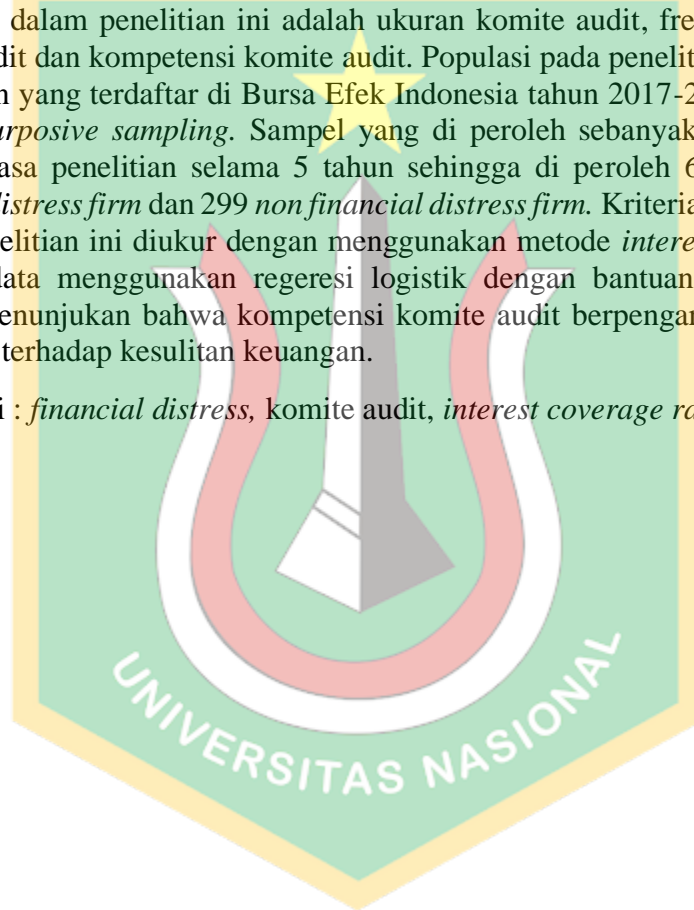 dalam penelitian ini adalah ukuran komite audit, fre
dit dan kompetensi komite audit. Populasi pada penelit
n yang terdaftar di Bursa Efek Indonesia tahun 2017-2
urposive sampling. Sampel yang di peroleh sebanyak
asa penelitian selama 5 tahun sehingga di peroleh 6
distress firm dan 299 non financial distress firm. Kriteria
nelitian ini diukur dengan menggunakan metode intere
data menggunakan regeresi logistik dengan bantuan
enunjukan bahwa kompetensi komite audit berpengar
terhadap kesulitan keuangan.
i : financial distress, komite audit, interest coverage ra
UNIVERSITAS NASIONAL